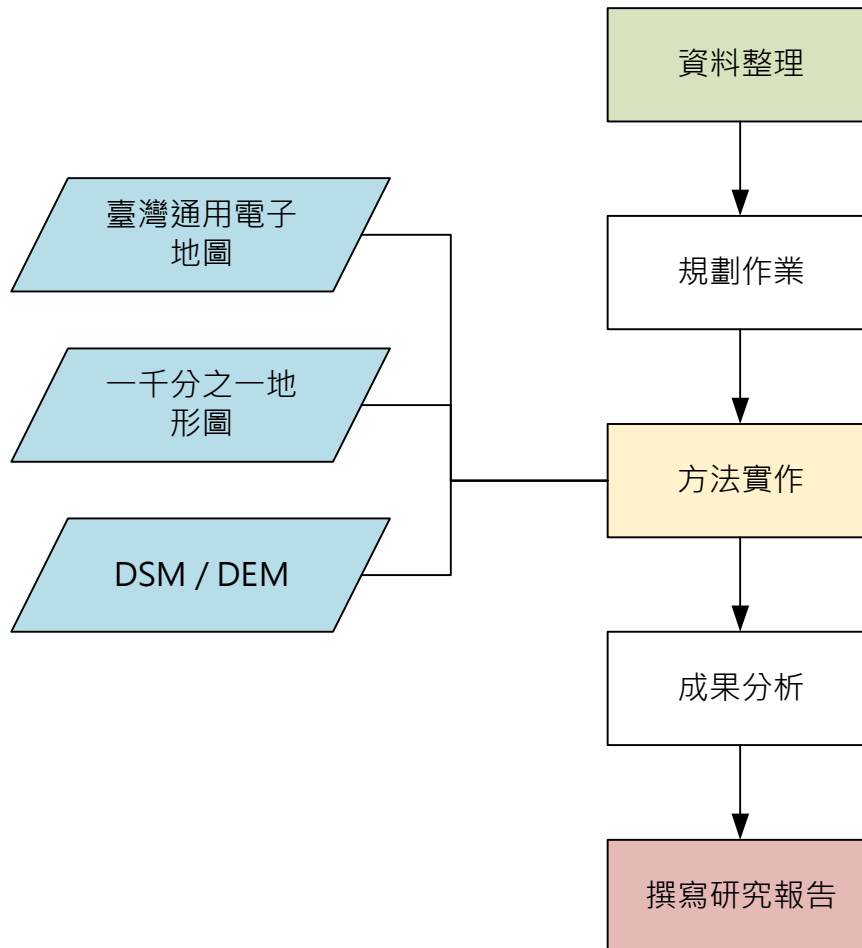 資料整理
臺灣通用電子
地圖
規劃作業
一千分之一地
形圖
方法實作
DSM / DEM
成果分析
撰寫研究報告